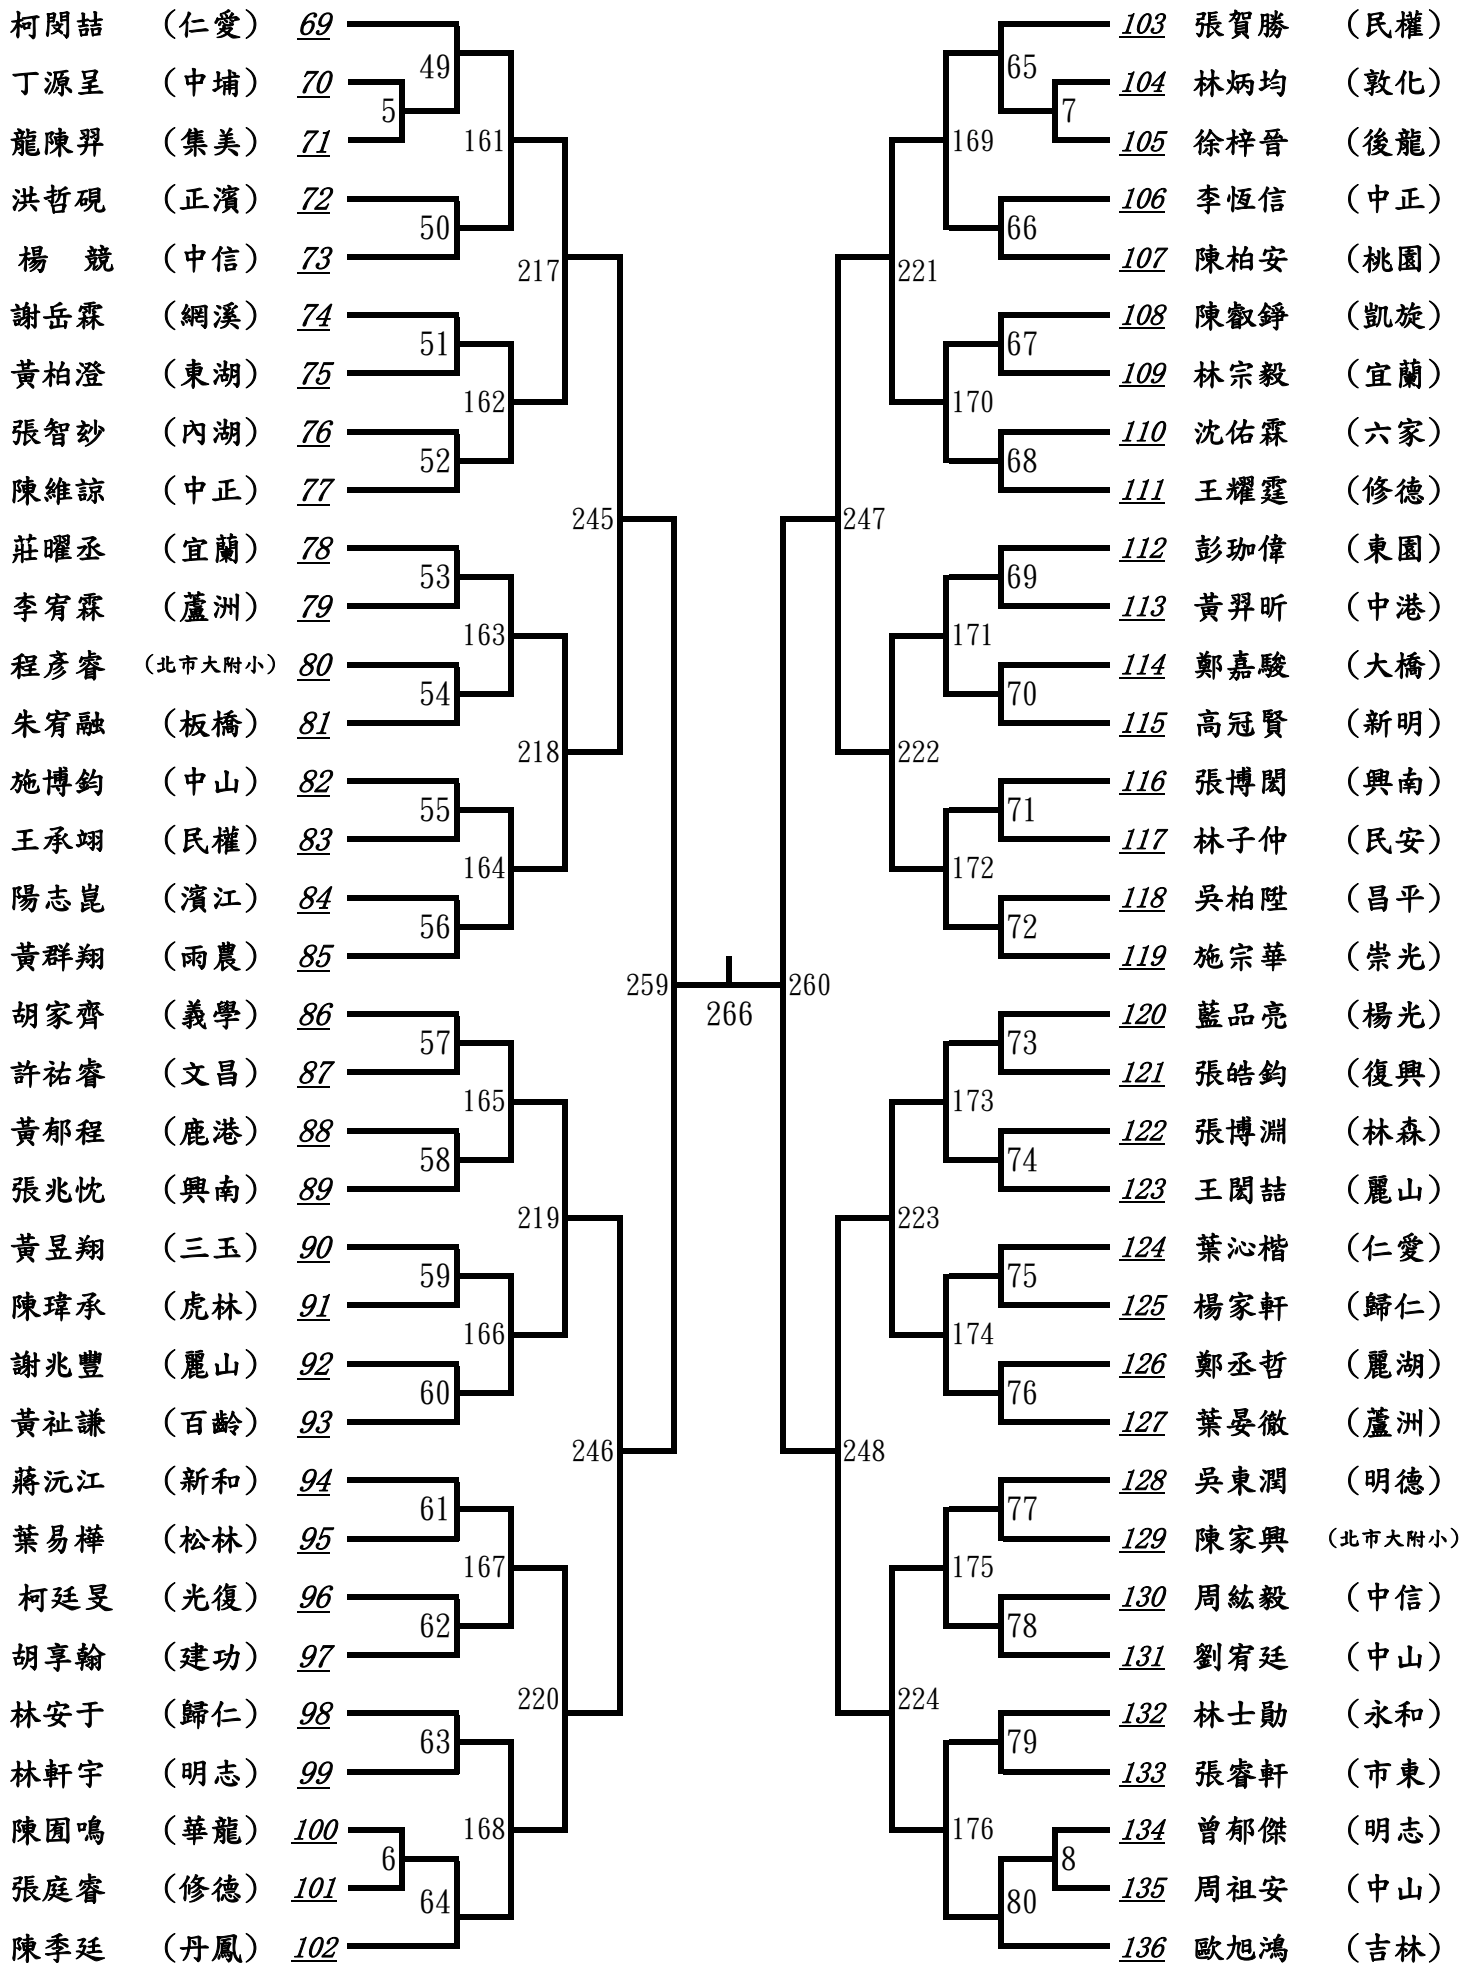 柯閔喆 （仁愛） 69
丁源呈 （中埔） 70
龍陳羿 （集美） 71
洪哲硯 （正濱） 72
楊　競 （中信） 73
謝岳霖 （網溪） 74
黃柏澄 （東湖） 75
張智玅 （內湖） 76
陳維諒 （中正） 77
莊曜丞 （宜蘭） 78
李宥霖 （蘆洲） 79
程彥睿 （北市大附小） 80
朱宥融 （板橋） 81
施博鈞 （中山） 82
王承翊 （民權） 83
陽志崑 （濱江） 84
黃群翔 （雨農） 85
胡家齊 （義學） 86
許祐睿 （文昌） 87
黃郁程 （鹿港） 88
張兆忱 （興南） 89
黃昱翔 （三玉） 90
陳瑋承 （虎林） 91
謝兆豐 （麗山） 92
黃祉謙 （百齡） 93
蔣沅江 （新和） 94
葉易樺 （松林） 95
柯廷旻 （光復） 96
胡享翰 （建功） 97
林安于 （歸仁） 98
林軒宇 （明志） 99
陳囿鳴 （華龍） 100
張庭睿 （修德） 101
陳季廷 （丹鳳） 102
5
6
49
50
51
52
53
54
55
56
57
58
59
60
61
62
63
64
161
162
163
164
165
166
167
168
217
218
219
220
245
246
259
266
260
247
248
221
222
223
224
169
170
171
172
173
174
175
176
65
66
67
68
69
70
71
72
73
74
75
76
77
78
79
80
7
8
103 張賀勝 （民權）
104 林炳均 （敦化）
105 徐梓晉 （後龍）
106 李恆信 （中正）
107 陳柏安 （桃園）
108 陳叡錚 （凱旋）
109 林宗毅 （宜蘭）
110 沈佑霖 （六家）
111 王耀霆 （修德）
112 彭珈偉 （東園）
113 黃羿昕 （中港）
114 鄭嘉駿 （大橋）
115 高冠賢 （新明）
116 張博閎 （興南）
117 林子仲 （民安）
118 吳柏陞 （昌平）
119 施宗華 （崇光）
120 藍品亮 （楊光）
121 張皓鈞 （復興）
122 張博淵 （林森）
123 王閎喆 （麗山）
124 葉沁楷 （仁愛）
125 楊家軒 （歸仁）
126 鄭丞哲 （麗湖）
127 葉晏徹 （蘆洲）
128 吳東潤 （明德）
129 陳家興 （北市大附小）
130 周紘毅 （中信）
131 劉宥廷 （中山）
132 林士勛 （永和）
133 張睿軒 （市東）
134 曾郁傑 （明志）
135 周祖安 （中山）
136 歐旭鴻 （吉林）